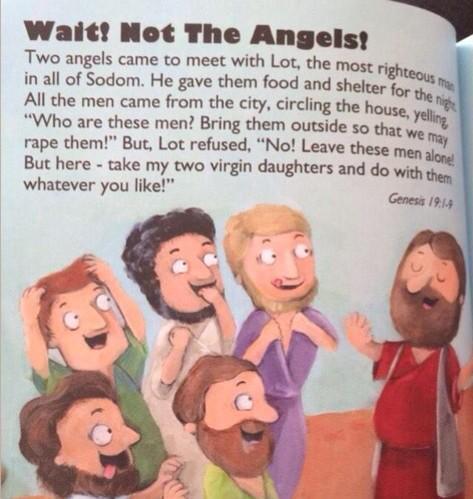 Wait! Not The Angels!
Two angels came to meet with Lot, the most righteous man
in all of Sodom. He gave them food and shelter for the night.
All the men came from the city, circling the house, yelling,
“Who are these men? Bring them outside so that we may
rape them!” But, Lot refused, “No! Leave these men alone!
But here - take my two virgin daughters and do with them
whatever you like!”
Genesis 19:1-9